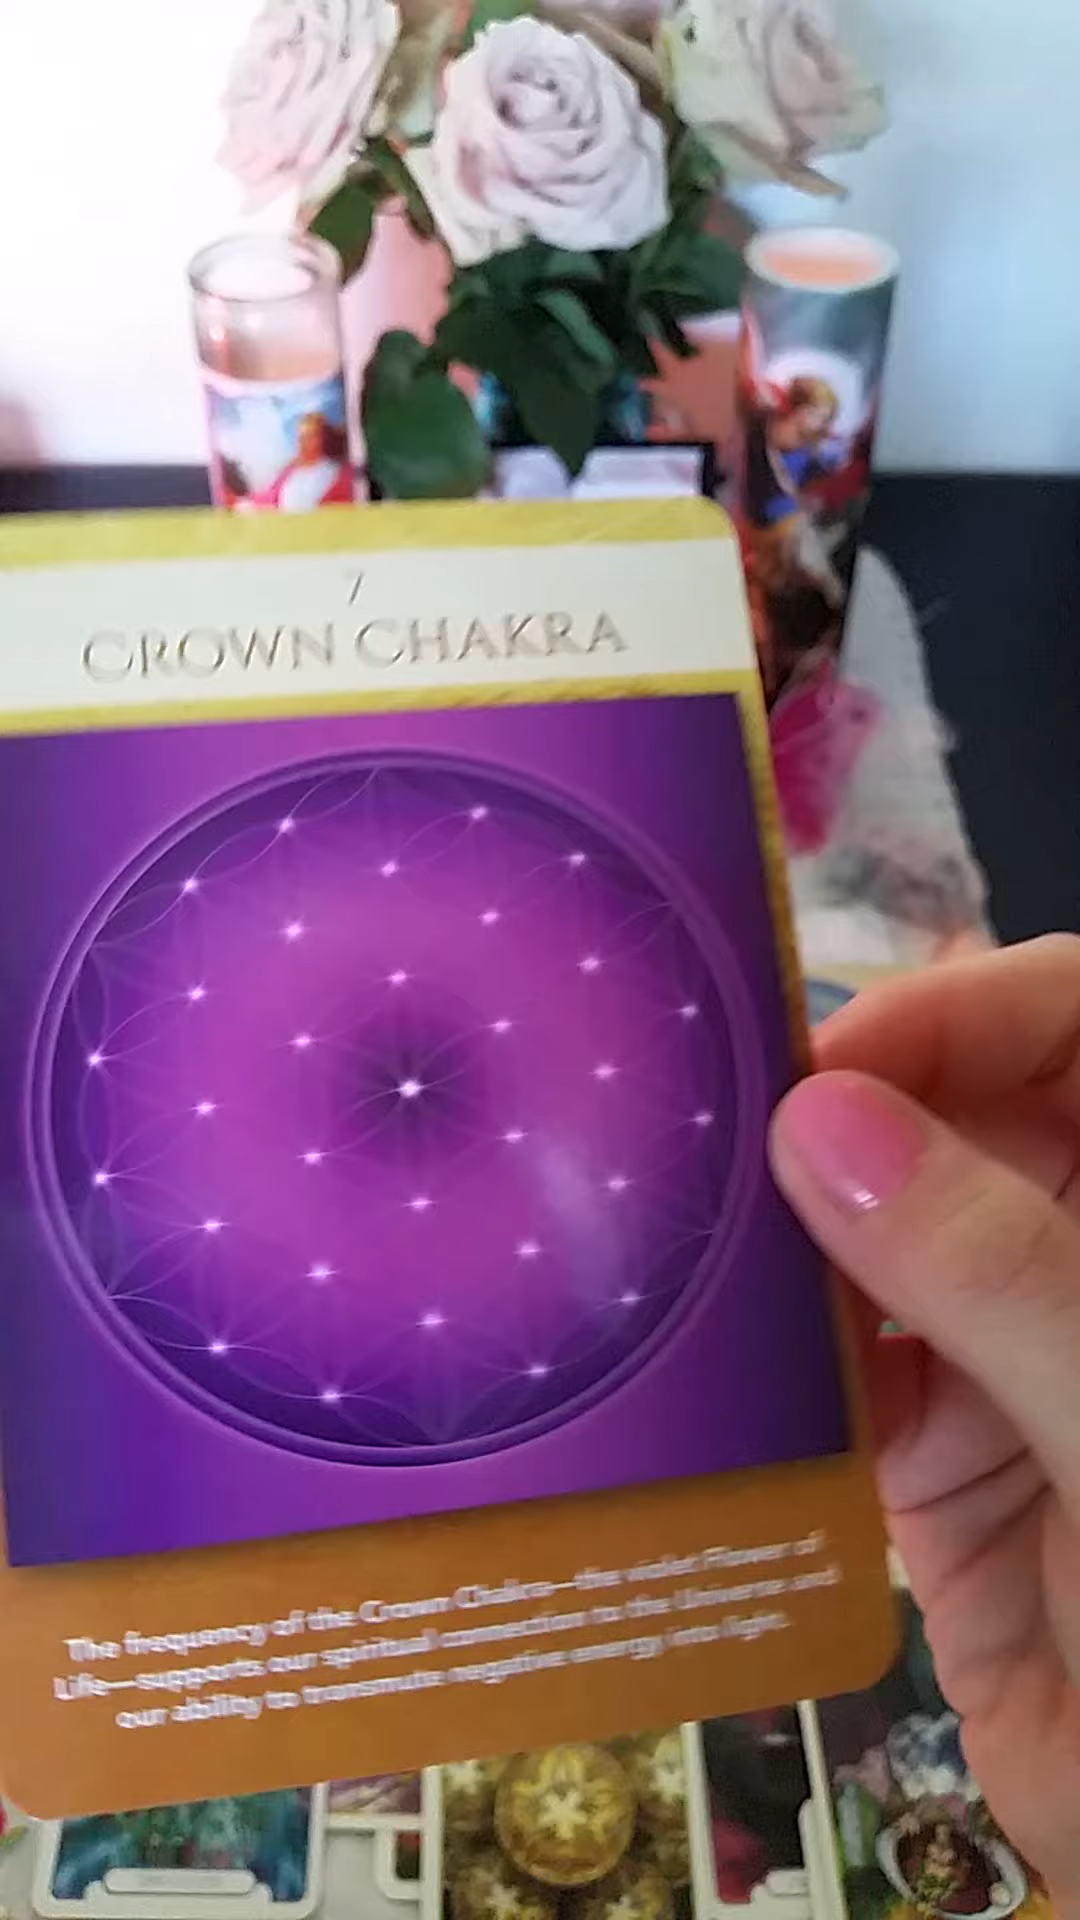 7
CROWN CHAKRA
The frequency of the Crown Chakra—the violet Flower of
Life—supports our spiritual connection to the Universe and
our ability to transmute negative energy into light.